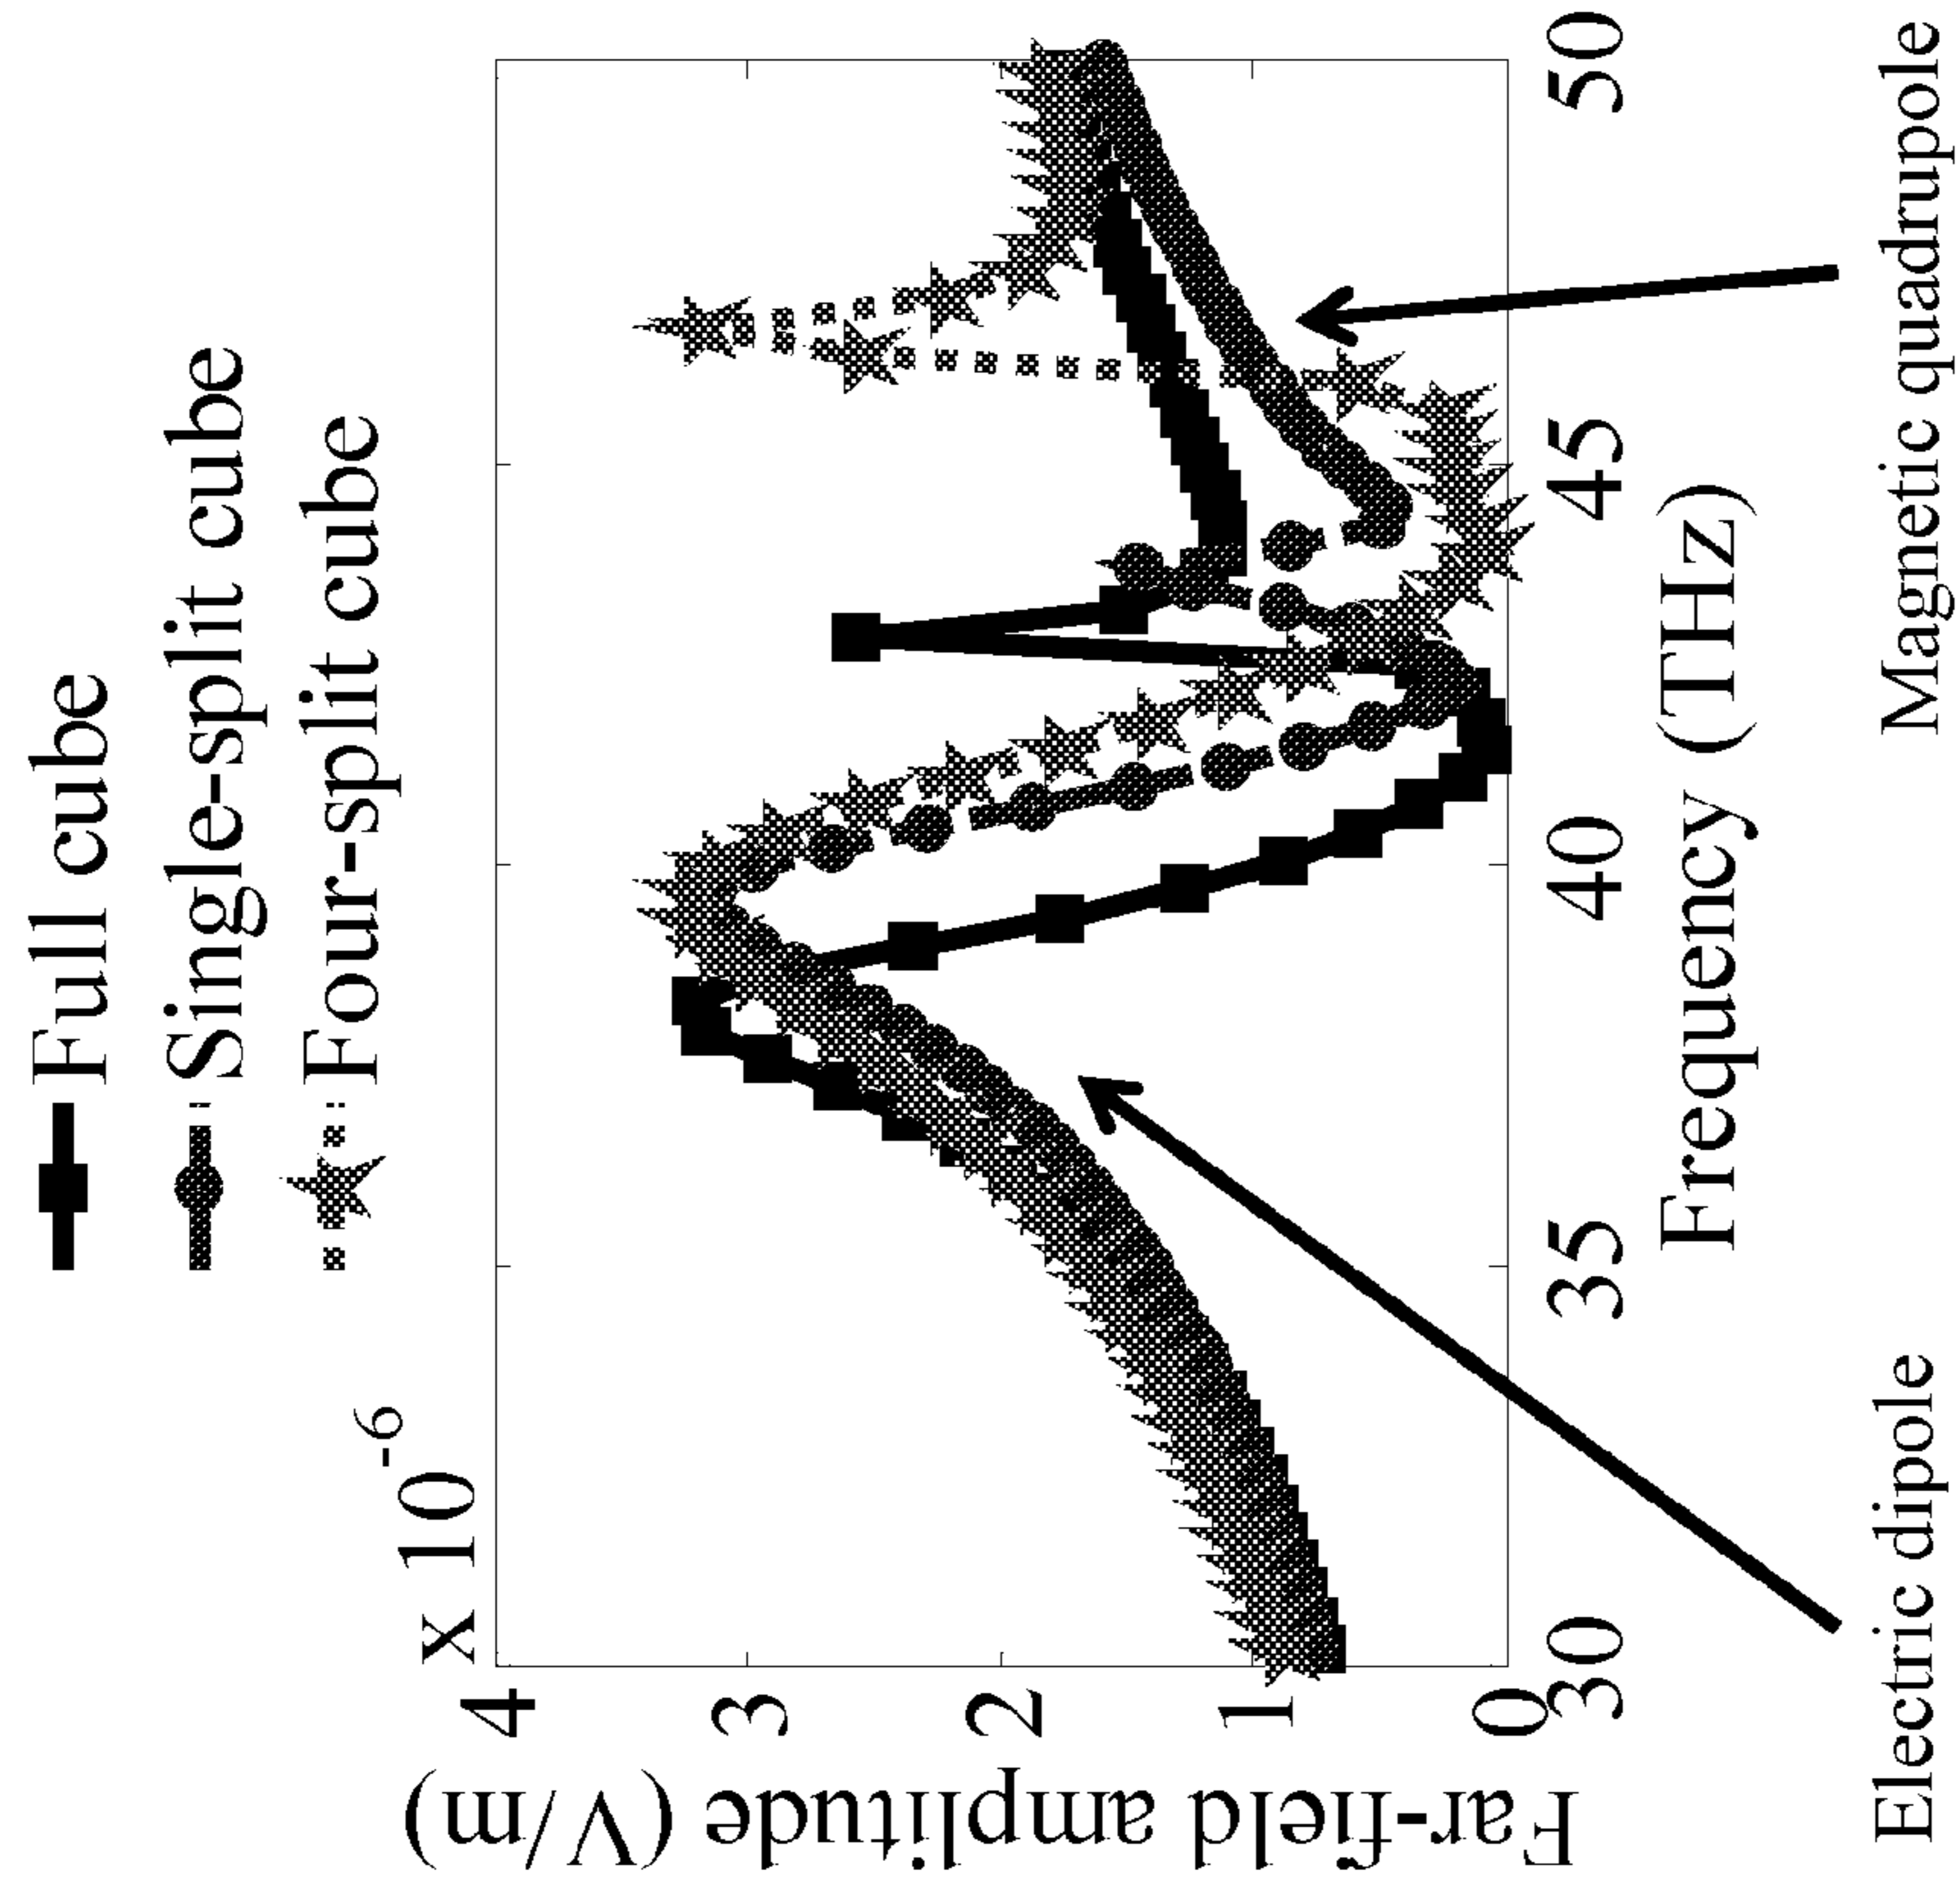 Full cube
Single-split cube
Four-split cube
x 10-6
4
3
2
1
0
Far-field amplitude (V/m)
30
35
40
45
50
Frequency (THz)
Electric dipole
Magnetic quadrupole